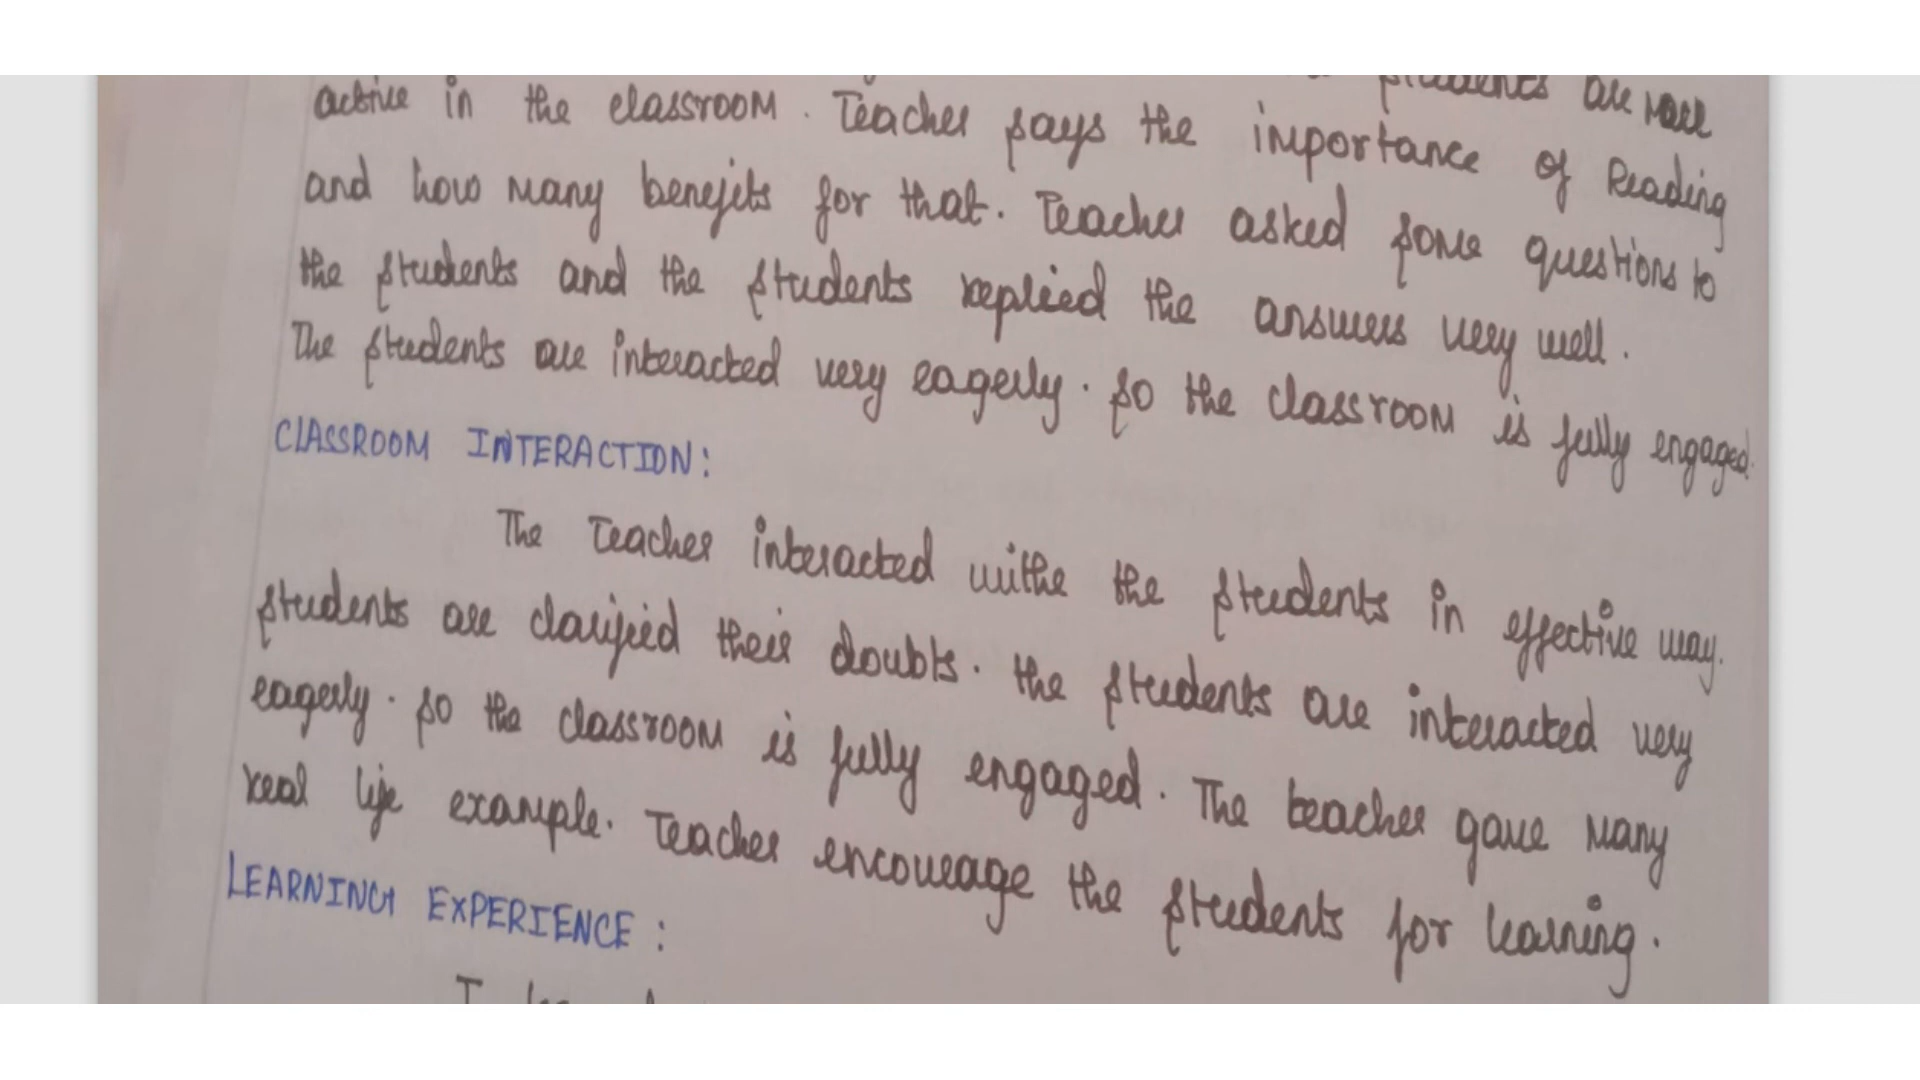 students are more
active in the classroom. Teacher says the importance of Reading
and how many benefits for that. Teacher asked some questions to
the students and the students replied the answers very well.
The students are interacted very eagerly. so the classroom is fully engaged.
CLASSROOM INTERACTION:
The Teacher interacted withe the students in effective way.
students are clarified their doubts. the students are interacted very
eagerly. so the classroom is fully engaged. The teacher gave many
real life example. Teacher encourage the students for learning.
LEARNING EXPERIENCE:
I